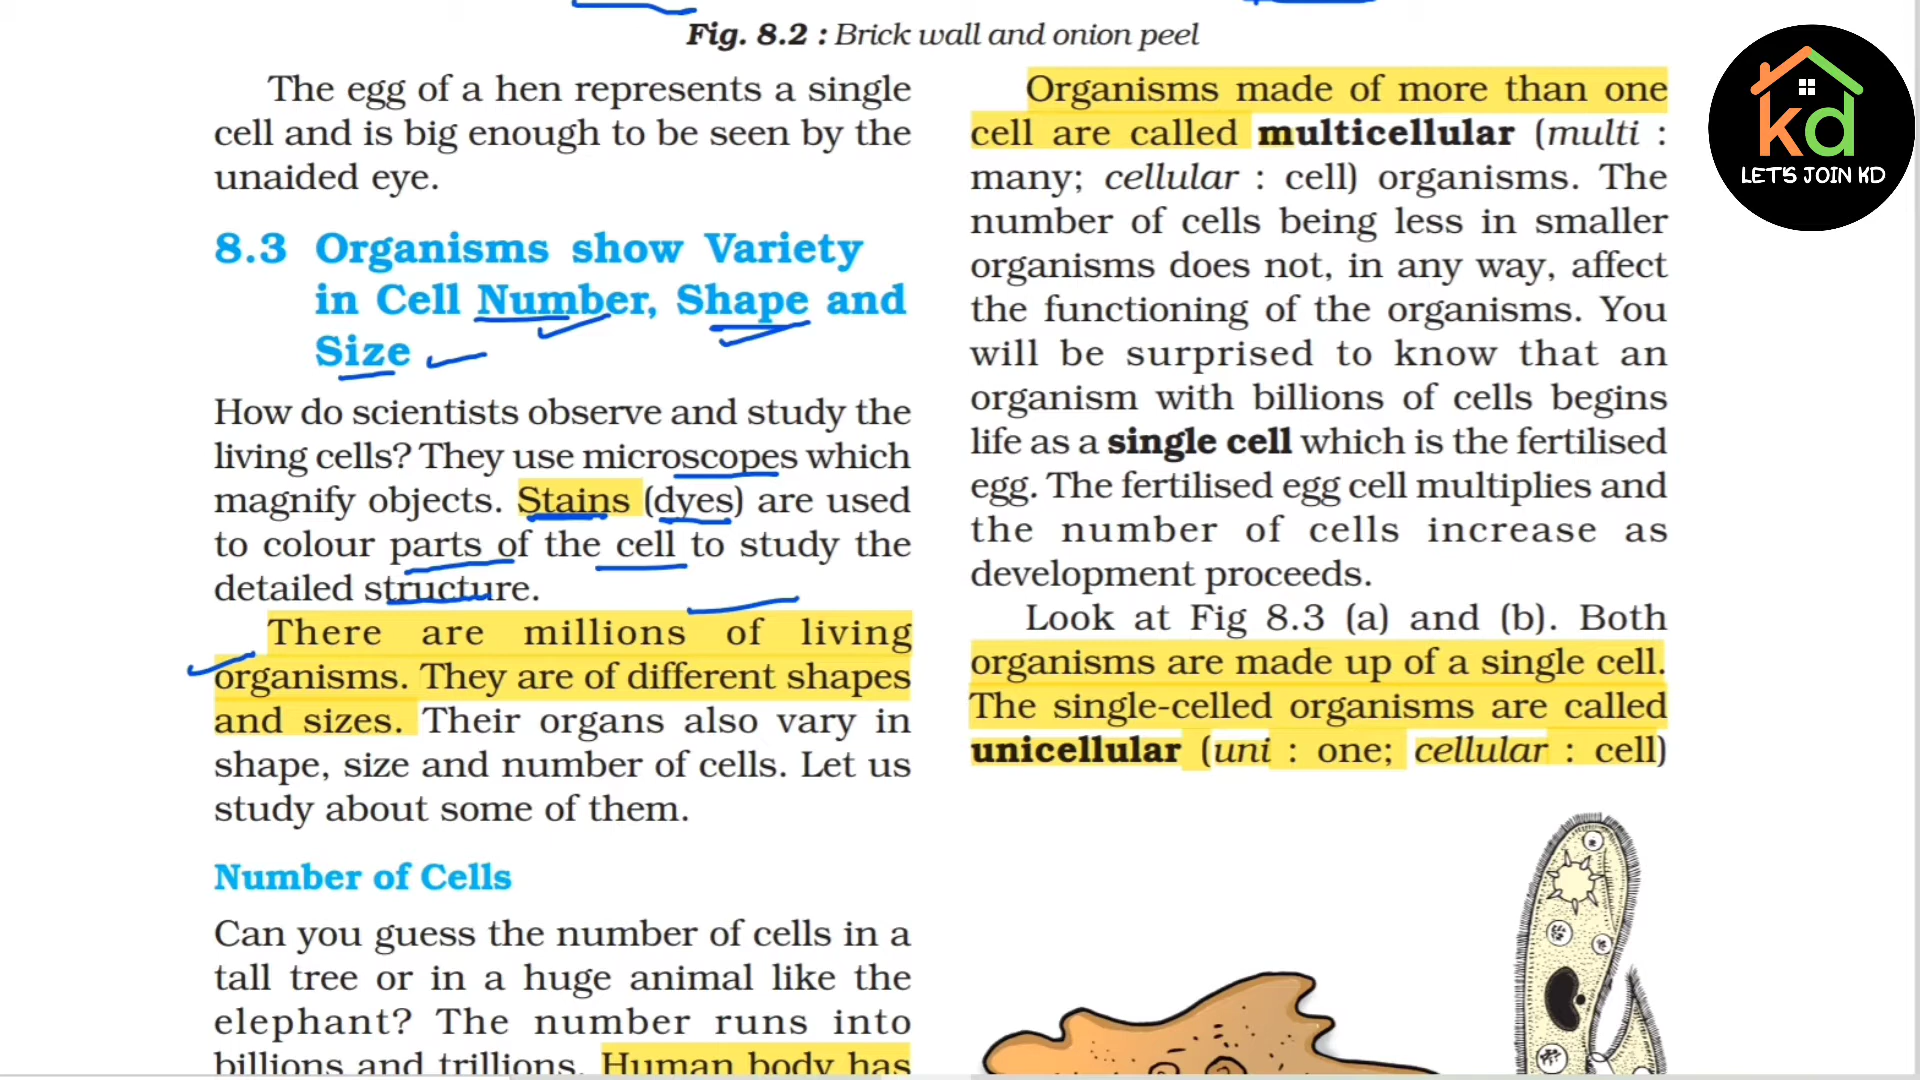 Fig. 8.2 : Brick wall and onion peel
The egg of a hen represents a single
cell and is big enough to be seen by the
unaided eye.
8.3 Organisms show Variety
in Cell Number, Shape and
Size
How do scientists observe and study the
living cells? They use microscopes which
magnify objects. Stains (dyes) are used
to colour parts of the cell to study the
detailed structure.
There are millions of living
organisms. They are of different shapes
and sizes. Their organs also vary in
shape, size and number of cells. Let us
study about some of them.
Number of Cells
Can you guess the number of cells in a
tall tree or in a huge animal like the
elephant? The number runs into
billions and trillions. Human body has
Organisms made of more than one
cell are called multicellular (multi :
many; cellular : cell) organisms. The
number of cells being less in smaller
organisms does not, in any way, affect
the functioning of the organisms. You
will be surprised to know that an
organism with billions of cells begins
life as a single cell which is the fertilised
egg. The fertilised egg cell multiplies and
the number of cells increase as
development proceeds.
Look at Fig 8.3 (a) and (b). Both
organisms are made up of a single cell.
The single-celled organisms are called
unicellular (uni : one; cellular : cell)
kd
LET'S JOIN KD